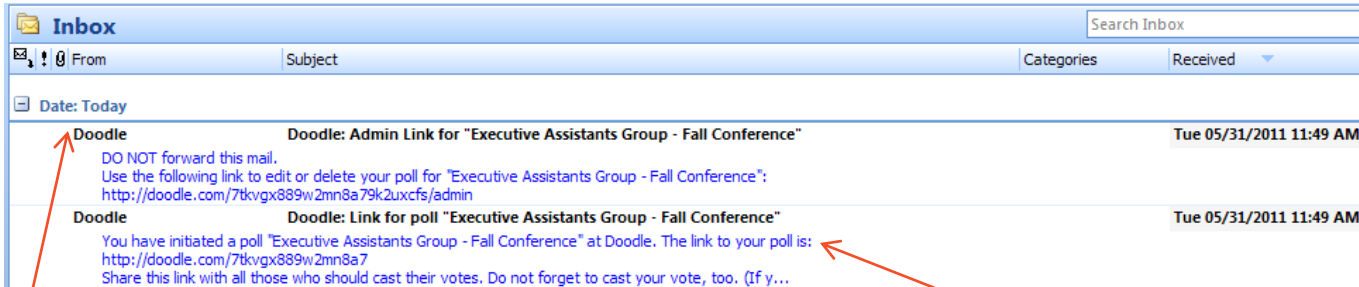 Inbox
Search Inbox
! From Subject Categories Received
Date: Today
Doodle Doodle: Admin Link for "Executive Assistants Group - Fall Conference" Tue 05/31/2011 11:49 AM
DO NOT forward this mail.
Use the following link to edit or delete your poll for "Executive Assistants Group - Fall Conference":
http://doodle.com/7tkvgx889w2mn8a79k2uxcfs/admin
Doodle Doodle: Link for poll "Executive Assistants Group - Fall Conference" Tue 05/31/2011 11:49 AM
You have initiated a poll "Executive Assistants Group - Fall Conference" at Doodle. The link to your poll is:
http://doodle.com/7tkvgx889w2mn8a7
Share this link with all those who should cast their votes. Do not forget to cast your vote, too. (If y...